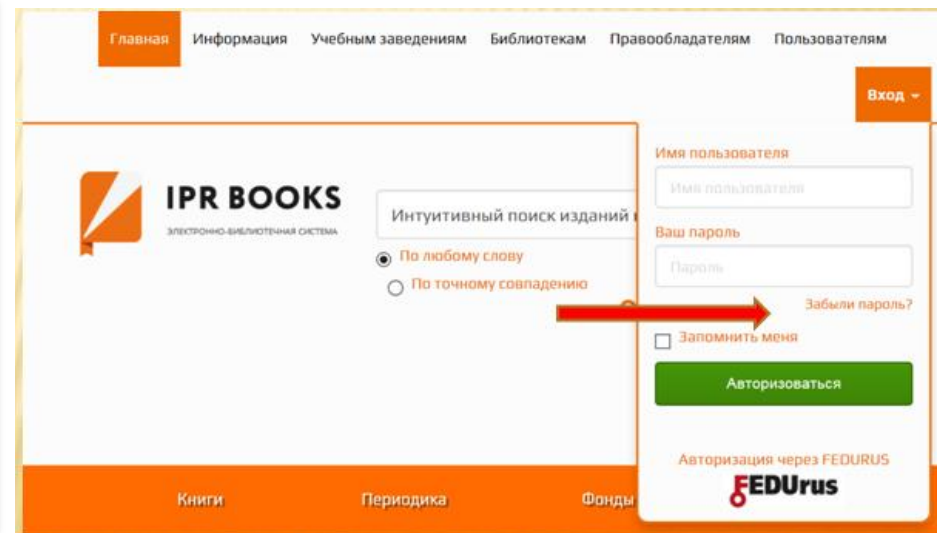 Главная Информация Учебным заведениям Библиотекам Правообладателям Пользователям
Вход
IPR BOOKS
ЭЛЕКТРОННО-БИБЛИОТЕЧНАЯ СИСТЕМА
Интуитивный поиск изданий
По любому слову
По точному совпадению
Имя пользователя
Имя пользователя
Ваш пароль
Пароль
Забыли пароль?
Запомнить меня
Авторизоваться
Авторизация через FEDURUS
FEDUrus
Книги Периодика Фонды